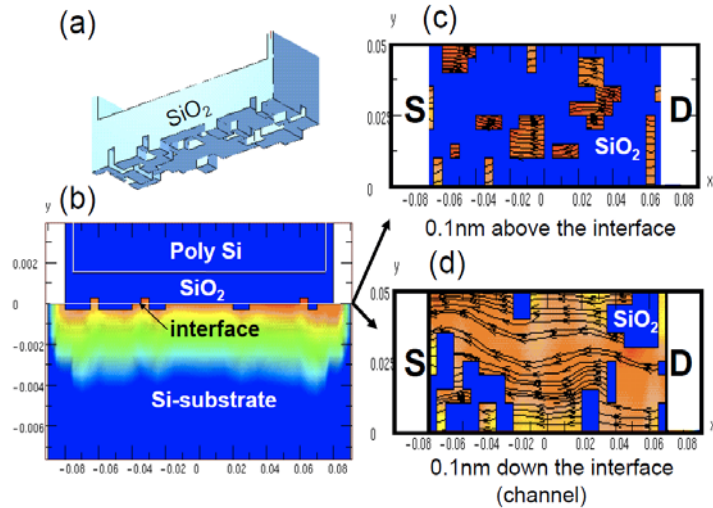 (a)
SiO2
(b)
y
0.002
0
-0.002
-0.004
-0.006
Poly Si
SiO2
interface
Si-substrate
-0.08 -0.06 -0.04 -0.02 0 0.02 0.04 0.06 0.08
(c)
y
0.05
0.025
0
S
D
SiO2
x
-0.08 -0.06 -0.04 -0.02 0 0.02 0.04 0.06 0.08
0.1nm above the interface
(d)
y
0.05
0.025
0
S
D
SiO2
x
-0.08 -0.06 -0.04 -0.02 0 0.02 0.04 0.06 0.08
0.1nm down the interface
(channel)